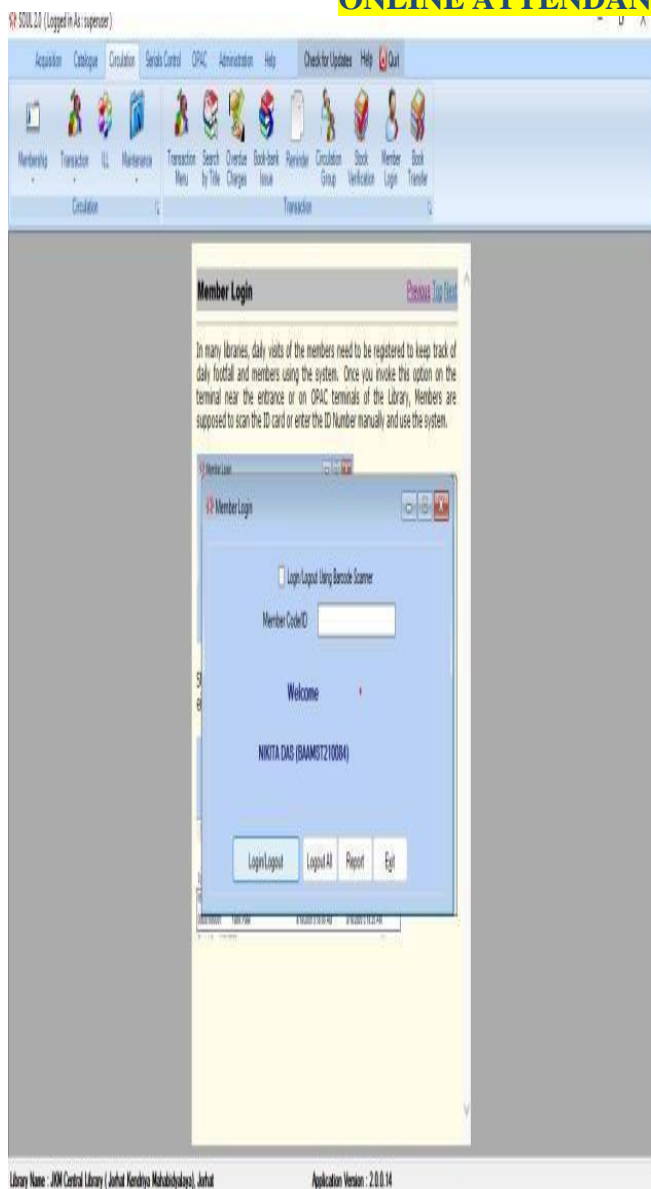 ONLINE ATTENDAN
SOUL 2.0 (Logged in As : superuser)
Acquisition Catalogue Circulation Serials Control OPAC Administration Help Check for Updates Help Quit
Membership Transaction ILL Maintenance Transaction Menu Search by Title Overdue Charges Book-bank Issue Reminder Circulation Group Stock Verification Member Login Book Transfer
Circulation Transaction
Member Login Previous Top Next
In many libraries, daily visits of the members need to be registered to keep track of
daily footfall and members using the system. Once you invoke this option on the
terminal near the entrance or on OPAC terminals of the Library, Members are
supposed to scan the ID card or enter the ID Number manually and use the system.
Member Login
Member Login
Login/Logout Using Barcode Scanner
Member Code/ID
Welcome
NIKITA DAS (BAAMST210084)
Login/Logout Logout All Report Exit
Library Name : JKM Central Library ( Jorhat Kendriya Mahabidyalaya), Jorhat Application Version : 2.0.0.14